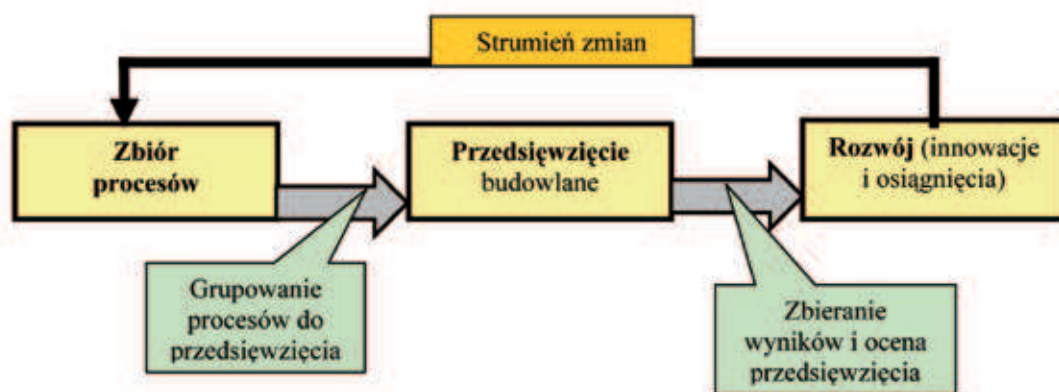 Strumień zmian
Zbiór
procesów
Przedsięwzięcie
budowlane
Rozwój (innowacje
i osiągnięcia)
Grupowanie
procesów do
przedsięwzięcia
Zbieranie
wyników i ocena
przedsięwzięcia